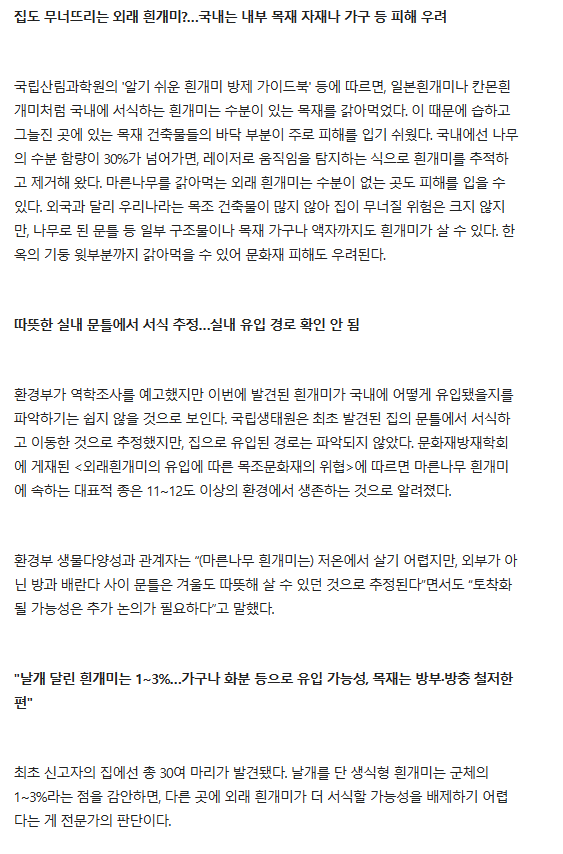 집도 무너뜨리는 외래 흰개미?...국내는 내부 목재 자재나 가구 등 피해 우려
국립산림과학원의 '알기 쉬운 흰개미 방제 가이드북' 등에 따르면, 일본흰개미나 칸몬흰
개미처럼 국내에 서식하는 흰개미는 수분이 있는 목재를 갉아먹었다. 이 때문에 습하고
그늘진 곳에 있는 목재 건축물들의 바닥 부분이 주로 피해를 입기 쉬웠다. 국내에선 나무
의 수분 함량이 30%가 넘어가면, 레이저로 움직임을 탐지하는 식으로 흰개미를 추적하
고 제거해 왔다. 마른나무를 갉아먹는 외래 흰개미는 수분이 없는 곳도 피해를 입을 수
있다. 외국과 달리 우리나라는 목조 건축물이 많지 않아 집이 무너질 위험은 크지 않지
만, 나무로 된 문틀 등 일부 구조물이나 목재 가구나 액자까지도 흰개미가 살 수 있다. 한
옥의 기둥 윗부분까지 갉아먹을 수 있어 문화재 피해도 우려된다.
따뜻한 실내 문틀에서 서식 추정...실내 유입 경로 확인 안 됨
환경부가 역학조사를 예고했지만 이번에 발견된 흰개미가 국내에 어떻게 유입됐을지를
파악하기는 쉽지 않을 것으로 보인다. 국립생태원은 최초 발견된 집의 문틀에서 서식하
고 이동한 것으로 추정했지만, 집으로 유입된 경로는 파악되지 않았다. 문화재방재학회
에 게재된 <외래흰개미의 유입에 따른 목조문화재의 위협>에 따르면 마른나무 흰개미
에 속하는 대표적 종은 11~12도 이상의 환경에서 생존하는 것으로 알려졌다.
환경부 생물다양성과 관계자는 “(마른나무 흰개미는) 저온에서 살기 어렵지만, 외부가 아
닌 방과 배란다 사이 문틀은 겨울도 따뜻해 살 수 있던 것으로 추정된다”면서도 “토착화
될 가능성은 추가 논의가 필요하다”고 말했다.
"날개 달린 흰개미는 1~3%...가구나 화분 등으로 유입 가능성, 목재는 방부·방충 철저한
편"
최초 신고자의 집에선 총 30여 마리가 발견됐다. 날개를 단 생식형 흰개미는 군체의
1~3%라는 점을 감안하면, 다른 곳에 외래 흰개미가 더 서식할 가능성을 배제하기 어렵
다는 게 전문가의 판단이다.